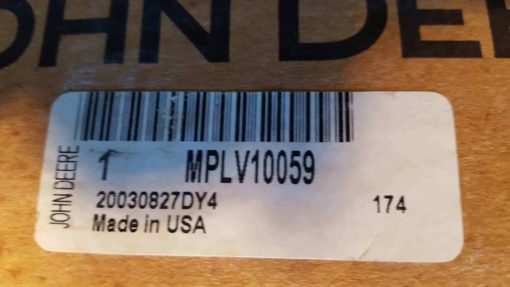 JOHN DEE
JOHN DEERE
1 MPLV10059
20030827DY4 174
Made in USA